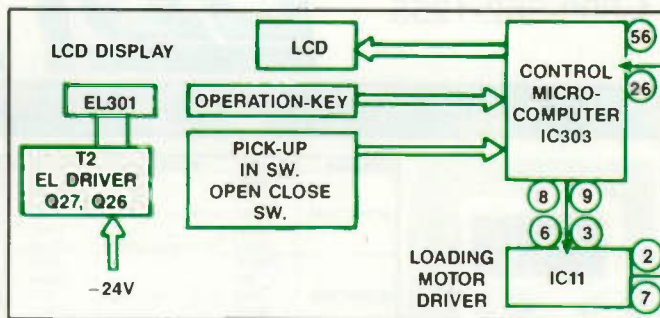 LCD DISPLAY
EL301
T2
EL DRIVER
Q27, Q26
-24V
LCD
OPERATION-KEY
PICK-UP
IN SW.
OPEN CLOSE
SW.
CONTROL
MICRO-
COMPUTER
IC303
56
26
8 9
6 3
LOADING
MOTOR
DRIVER
IC11
2
7